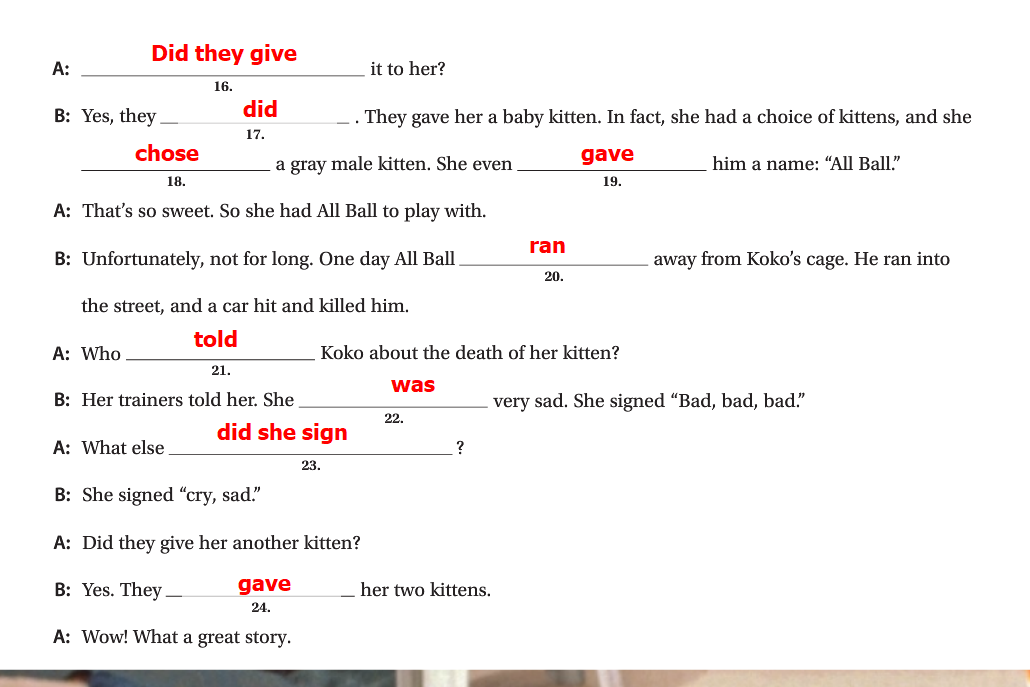 A: Did they give it to her?
16.
B: Yes, they did . They gave her a baby kitten. In fact, she had a choice of kittens, and she
17.
chose a gray male kitten. She even gave him a name: “All Ball.”
18. 19.
A: That’s so sweet. So she had All Ball to play with.
B: Unfortunately, not for long. One day All Ball ran away from Koko’s cage. He ran into
20.
the street, and a car hit and killed him.
A: Who told Koko about the death of her kitten?
21.
B: Her trainers told her. She was very sad. She signed “Bad, bad, bad.”
22.
A: What else did she sign ?
23.
B: She signed “cry, sad.”
A: Did they give her another kitten?
B: Yes. They gave her two kittens.
24.
A: Wow! What a great story.